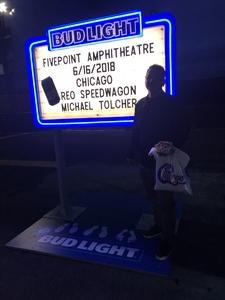 BUD LIGHT
FIVEPOINT AMPHITHEATRE
6/16/2018
CHICAGO
REO SPEEDWAGON
MICHAEL TOLCHER
BUD LIGHT